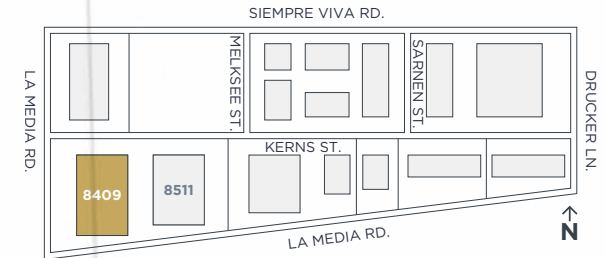 SIEMPRE VIVA RD.
LA MEDIA RD.
MELKSEE ST.
SARNEN ST.
DRUCKER LN.
KERNS ST.
8409
8511
LA MEDIA RD.
N